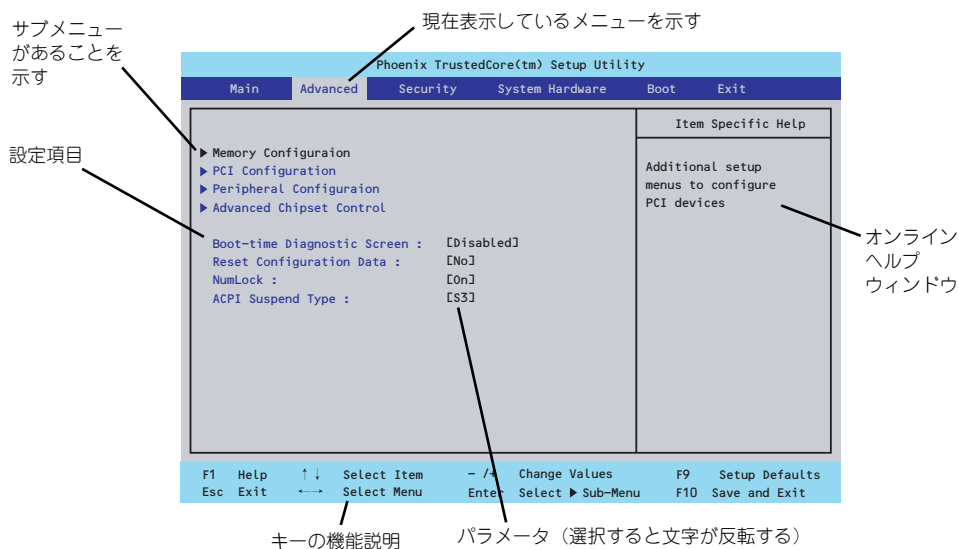 現在表示しているメニューを示す
サブメニュー
があることを
示す
Phoenix TrustedCore(tm) Setup Utility
Main Advanced Security System Hardware Boot Exit
Item Specific Help
設定項目
▶ Memory Configuraion
▶ PCI Configuration
▶ Peripheral Configuraion
▶ Advanced Chipset Control
Additional setup
menus to configure
PCI devices
Boot-time Diagnostic Screen : [Disabled]
Reset Configuration Data : [No]
NumLock : [On]
ACPI Suspend Type : [S3]
オンライン
ヘルプ
ウィンドウ
F1 Help ↑↓ Select Item - /+ Change Values F9 Setup Defaults
Esc Exit ←→ Select Menu Enter Select ▶ Sub-Menu F10 Save and Exit
キーの機能説明
パラメータ（選択すると文字が反転する）